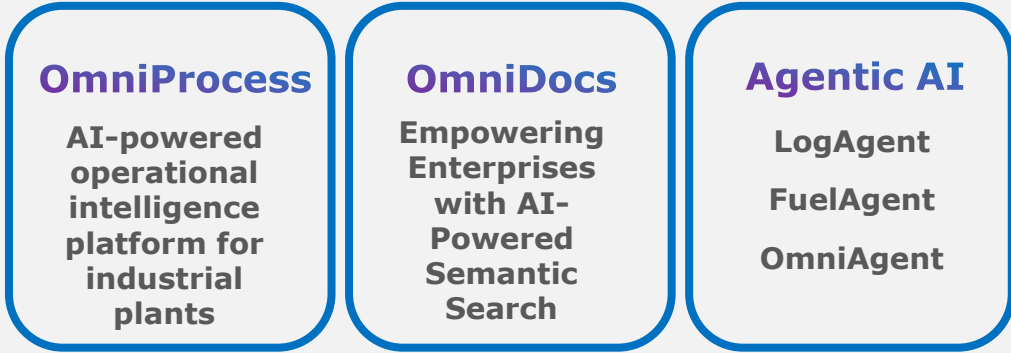 OmniProcess
AI-powered
operational
intelligence
platform for
industrial
plants
OmniDocs
Empowering
Enterprises
with AI-
Powered
Semantic
Search
Agentic AI
LogAgent
FuelAgent
OmniAgent